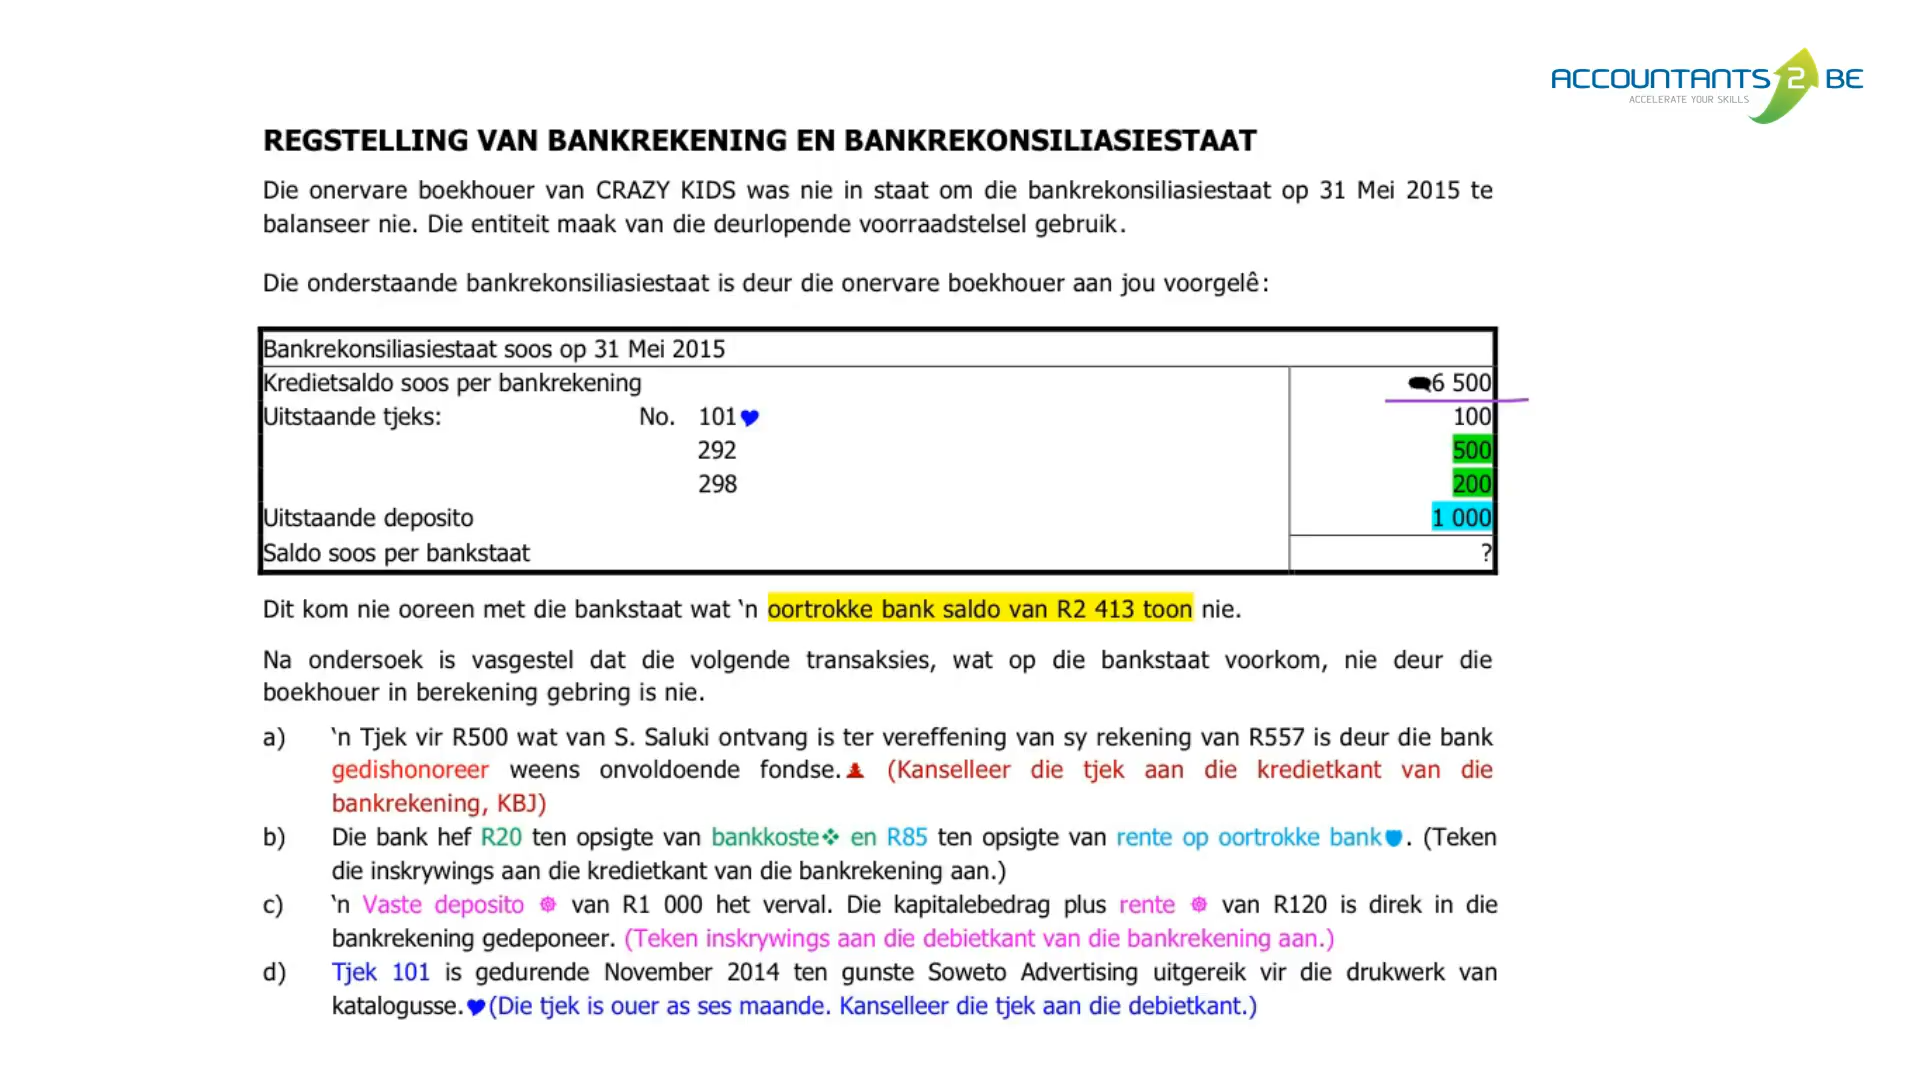 ACCOUNTANTS 2 BE
ACCELERATE YOUR SKILLS
REGSTELLING VAN BANKREKENING EN BANKREKONSILIASIESTAAT
Die onervare boekhouer van CRAZY KIDS was nie in staat om die bankrekonsiliasiestaat op 31 Mei 2015 te
balanseer nie. Die entiteit maak van die deurlopende voorraadstelsel gebruik.
Die onderstaande bankrekonsiliasiestaat is deur die onervare boekhouer aan jou voorgelê:
Bankrekonsiliasiestaat soos op 31 Mei 2015
Kredietsaldo soos per bankrekening 6 500
Uitstaande tjeks: No. 101 100
292 500
298 200
Uitstaande deposito 1 000
Saldo soos per bankstaat ?
Dit kom nie ooreen met die bankstaat wat ‘n oortrokke bank saldo van R2 413 toon nie.
Na ondersoek is vasgestel dat die volgende transaksies, wat op die bankstaat voorkom, nie deur die
boekhouer in berekening gebring is nie.
a) ‘n Tjek vir R500 wat van S. Saluki ontvang is ter vereffening van sy rekening van R557 is deur die bank
gedishonoreer weens onvoldoende fondse. (Kanselleer die tjek aan die kredietkant van die
bankrekening, KBJ)
b) Die bank hef R20 ten opsigte van bankkoste en R85 ten opsigte van rente op oortrokke bank. (Teken
die inskrywings aan die kredietkant van die bankrekening aan.)
c) ‘n Vaste deposito van R1 000 het verval. Die kapitalebedrag plus rente van R120 is direk in die
bankrekening gedeponeer. (Teken inskrywings aan die debietkant van die bankrekening aan.)
d) Tjek 101 is gedurende November 2014 ten gunste Soweto Advertising uitgereik vir die drukwerk van
katalogusse. (Die tjek is ouer as ses maande. Kanselleer die tjek aan die debietkant.)